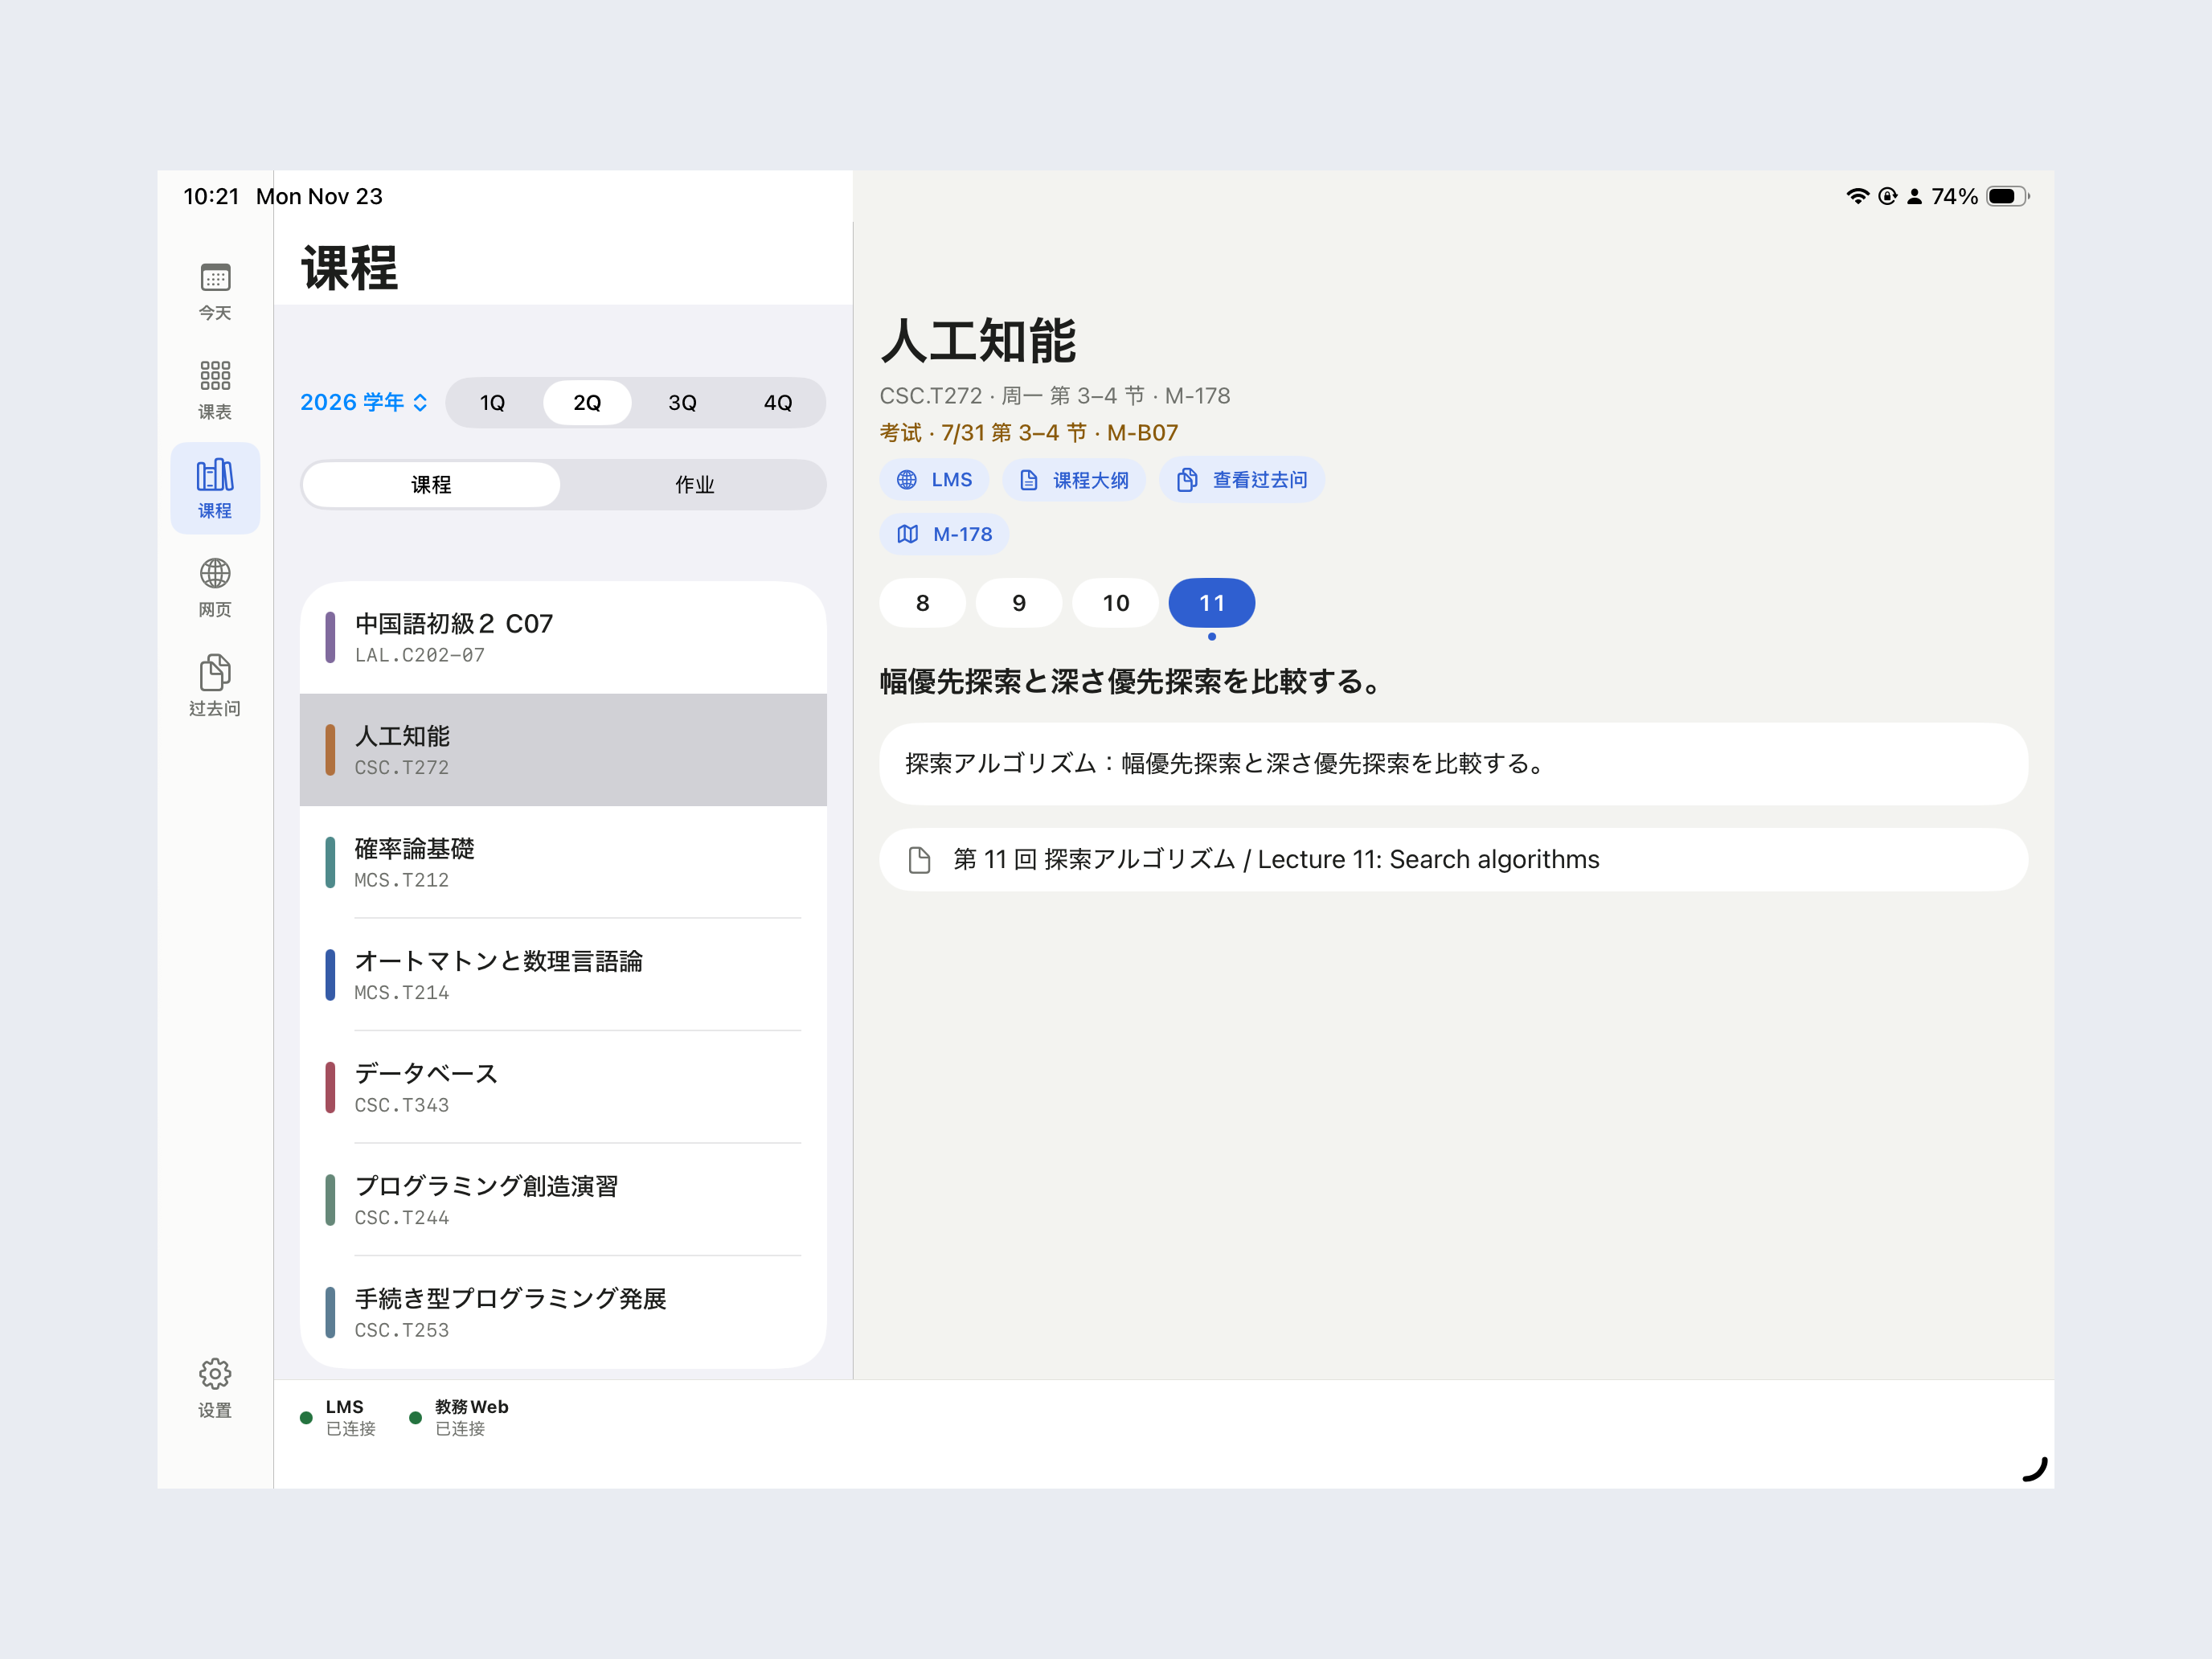 10:21 Mon Nov 23
74%
今天
课表
课程
网页
过去问
设置
课程
2026 学年
1Q
2Q
3Q
4Q
课程
作业
中国語初級２ C07
LAL.C202-07
人工知能
CSC.T272
確率論基礎
MCS.T212
オートマトンと数理言語論
MCS.T214
データベース
CSC.T343
プログラミング創造演習
CSC.T244
手続き型プログラミング発展
CSC.T253
人工知能
CSC.T272 · 周一 第 3–4 节 · M-178
考试 · 7/31 第 3–4 节 · M-B07
LMS
课程大纲
查看过去问
M-178
8
9
10
11
幅優先探索と深さ優先探索を比較する。
探索アルゴリズム：幅優先探索と深さ優先探索を比較する。
第 11 回 探索アルゴリズム / Lecture 11: Search algorithms
LMS
已连接
教務Web
已连接